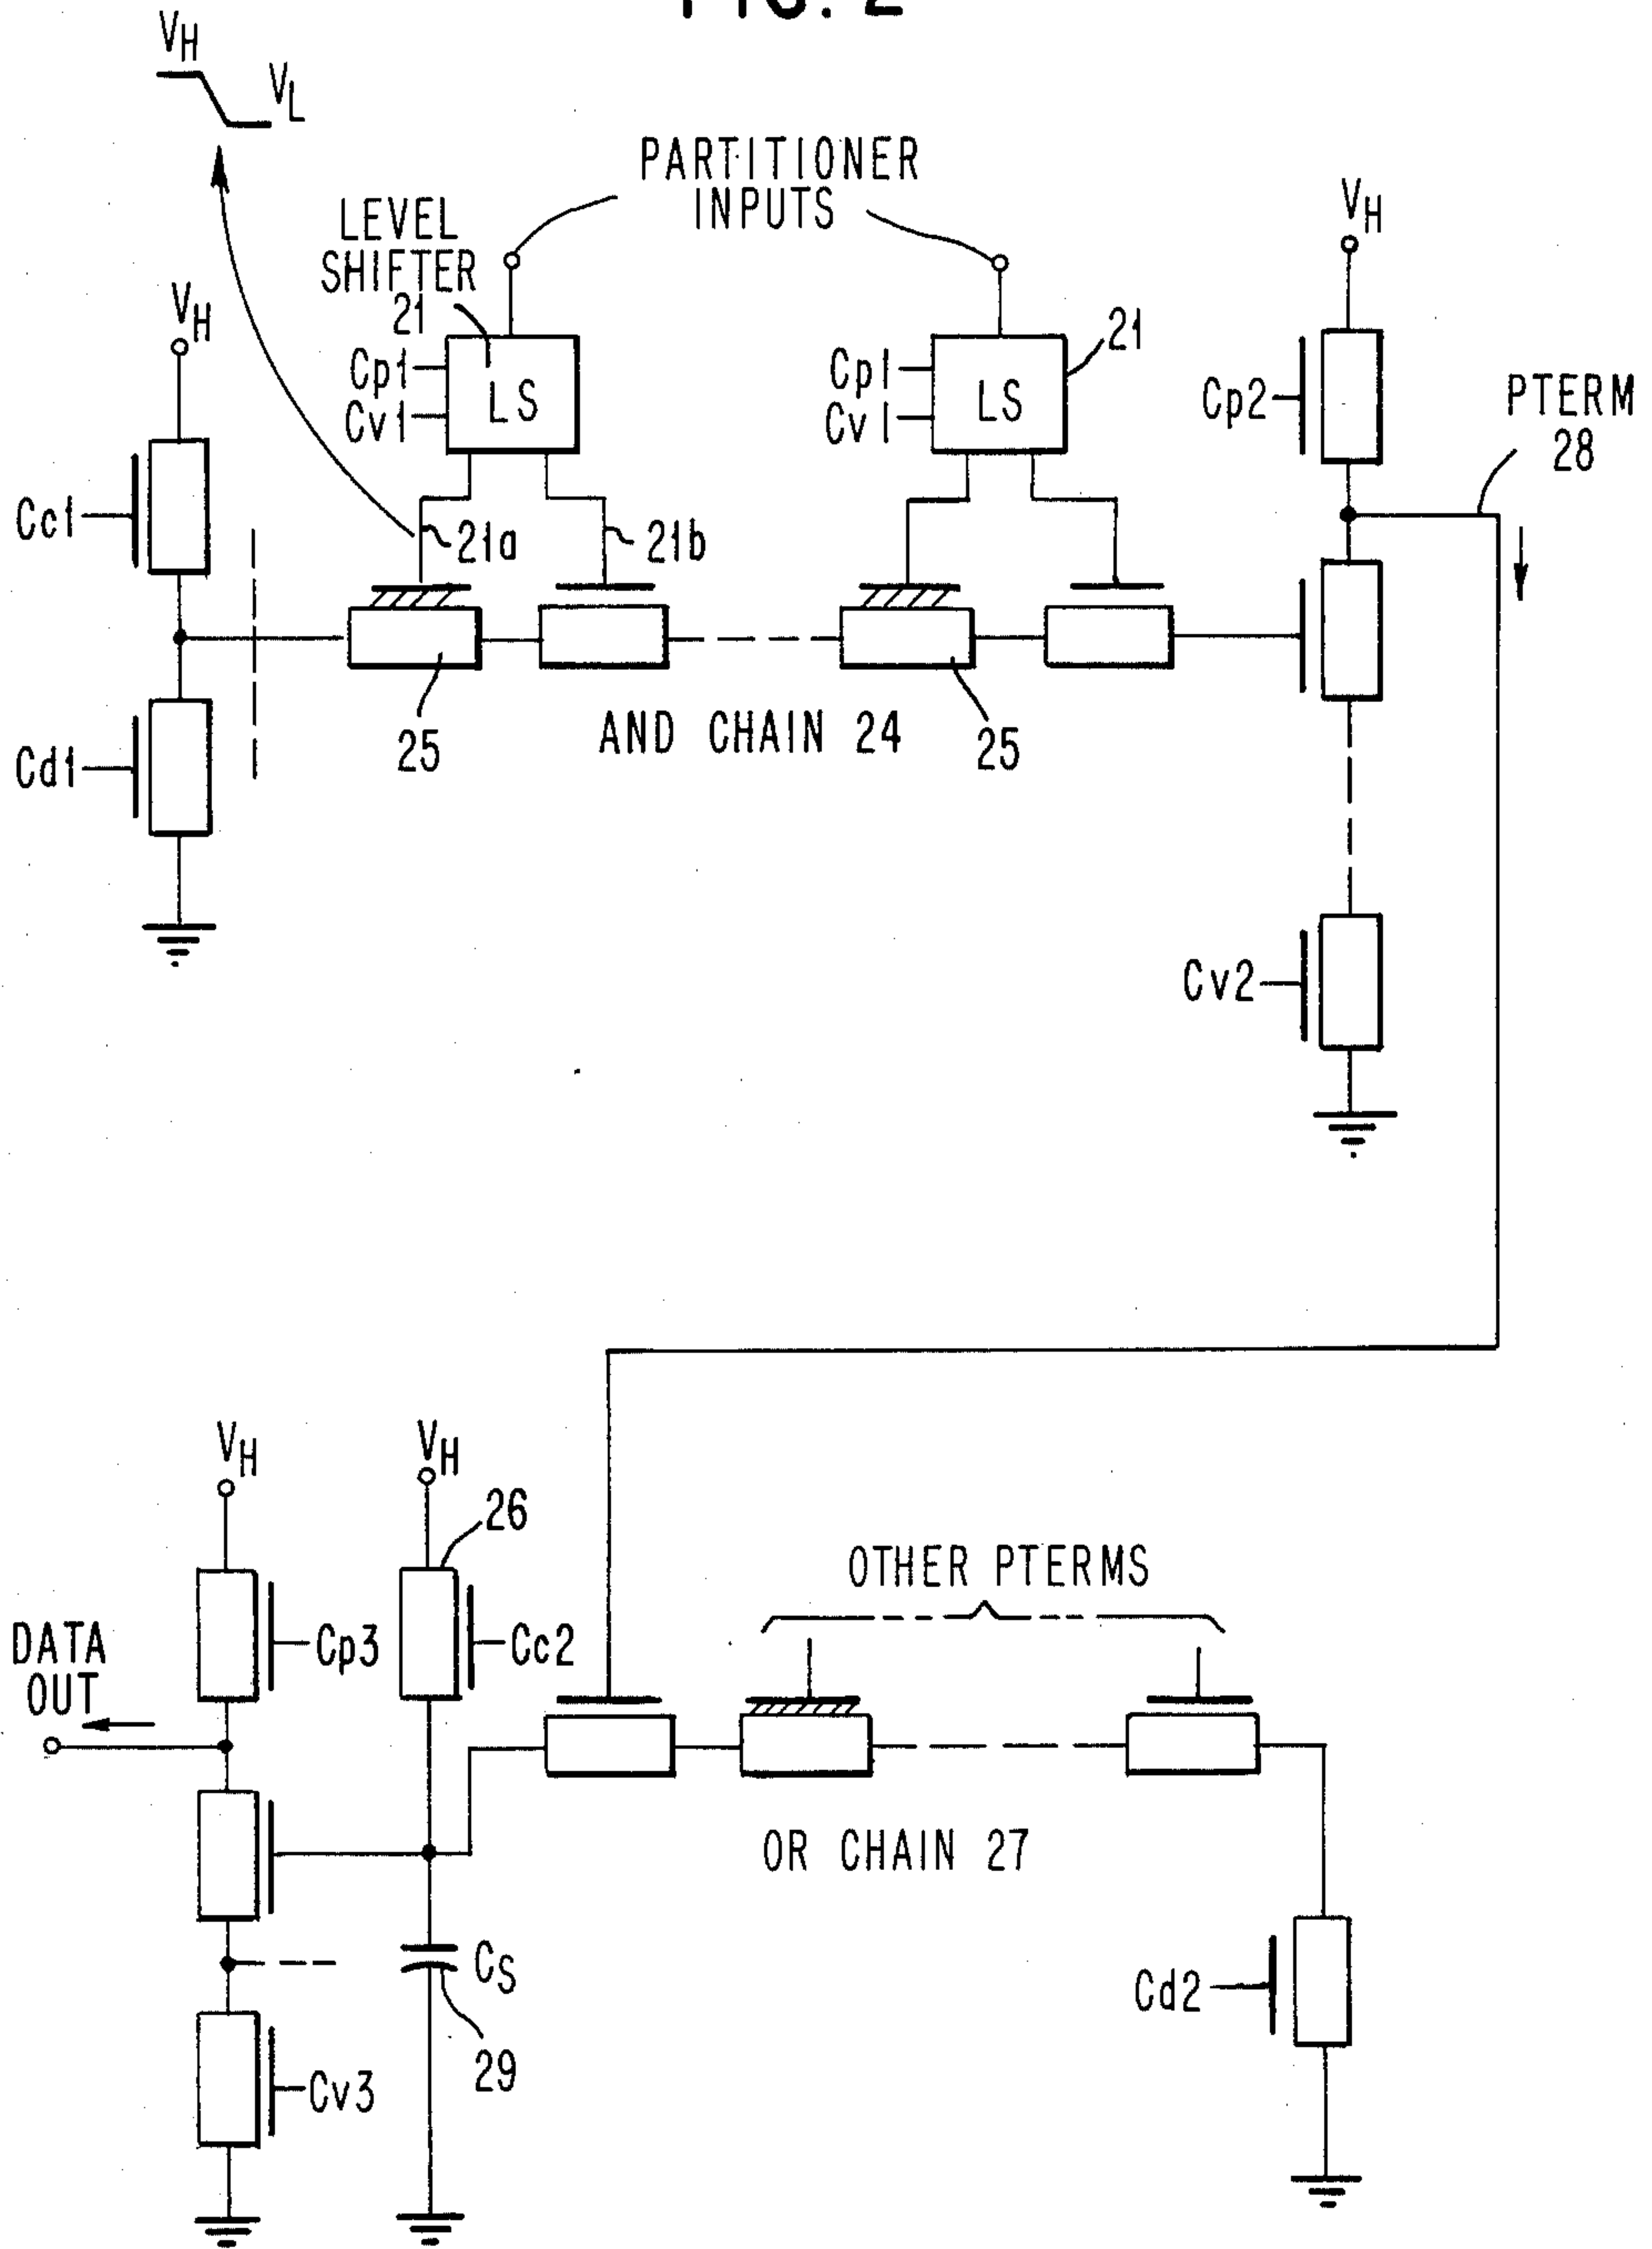 FIG. 2
VH
VL
PARTITIONER
INPUTS
LEVEL
SHIFTER
21
VH
VH
Cp1
Cv1
LS
Cp1
Cv1
LS
21
Cp2
PTERM
28
Cc1
21a
21b
Cd1
25
AND CHAIN 24
25
Cv2
VH
VH
26
OTHER PTERMS
DATA
OUT
Cp3
Cc2
OR CHAIN 27
CS
Cd2
29
Cv3